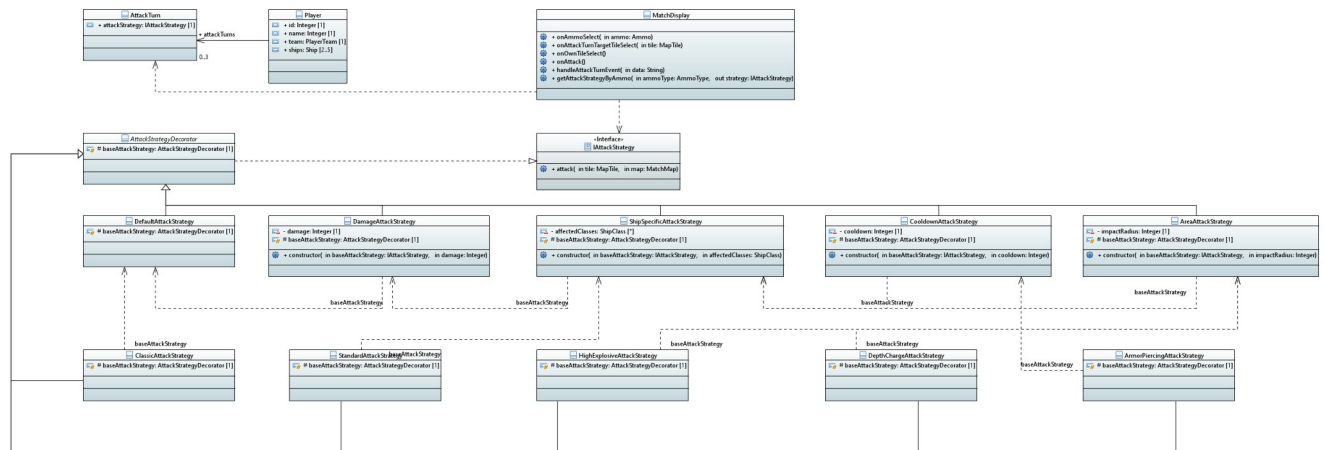 AttackTurn
+ attackStrategy: IAttackStrategy [1]
+ attackTurns
0..3
Player
+ id: Integer [1]
+ name: Integer [1]
+ team: PlayerTeam [1]
+ ships: Ship [2..5]
MatchDisplay
+ onAmmoSelect( in ammo: Ammo)
+ onAttackTurnTargetTileSelect( in tile: MapTile)
+ onOwnTileSelect()
+ onAttack()
+ handleAttackTurnEvent( in data: String)
+ getAttackStrategyByAmmo( in ammoType: AmmoType, out strategy: IAttackStrategy)
AttackStrategyDecorator
# baseAttackStrategy: AttackStrategyDecorator [1]
«Interface»
IAttackStrategy
+ attack( in tile: MapTile, in map: MatchMap)
DefaultAttackStrategy
# baseAttackStrategy: AttackStrategyDecorator [1]
DamageAttackStrategy
- damage: Integer [1]
# baseAttackStrategy: AttackStrategyDecorator [1]
+ constructor( in baseAttackStrategy: IAttackStrategy, in damage: Integer)
ShipSpecificAttackStrategy
- affectedClasses: ShipClass [*]
# baseAttackStrategy: AttackStrategyDecorator [1]
+ constructor( in baseAttackStrategy: IAttackStrategy, in affectedClasses: ShipClass)
CooldownAttackStrategy
- cooldown: Integer [1]
# baseAttackStrategy: AttackStrategyDecorator [1]
+ constructor( in baseAttackStrategy: IAttackStrategy, in cooldown: Integer)
AreaAttackStrategy
- impactRadius: Integer [1]
# baseAttackStrategy: AttackStrategyDecorator [1]
+ constructor( in baseAttackStrategy: IAttackStrategy, in impactRadius: Integer)
baseAttackStrategy
baseAttackStrategy
baseAttackStrategy
baseAttackStrategy
baseAttackStrategy
baseAttackStrategy
baseAttackStrategy
baseAttackStrategy
baseAttackStrategy
ClassicAttackStrategy
# baseAttackStrategy: AttackStrategyDecorator [1]
StandardAttackStrategy
# baseAttackStrategy: AttackStrategyDecorator [1]
HighExplosiveAttackStrategy
# baseAttackStrategy: AttackStrategyDecorator [1]
DepthChargeAttackStrategy
# baseAttackStrategy: AttackStrategyDecorator [1]
ArmorPiercingAttackStrategy
# baseAttackStrategy: AttackStrategyDecorator [1]